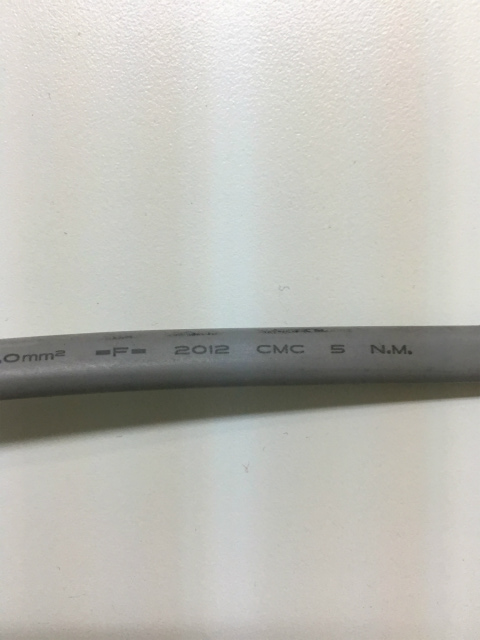 .0mm² =F= 2012 CMC 5 N.M.